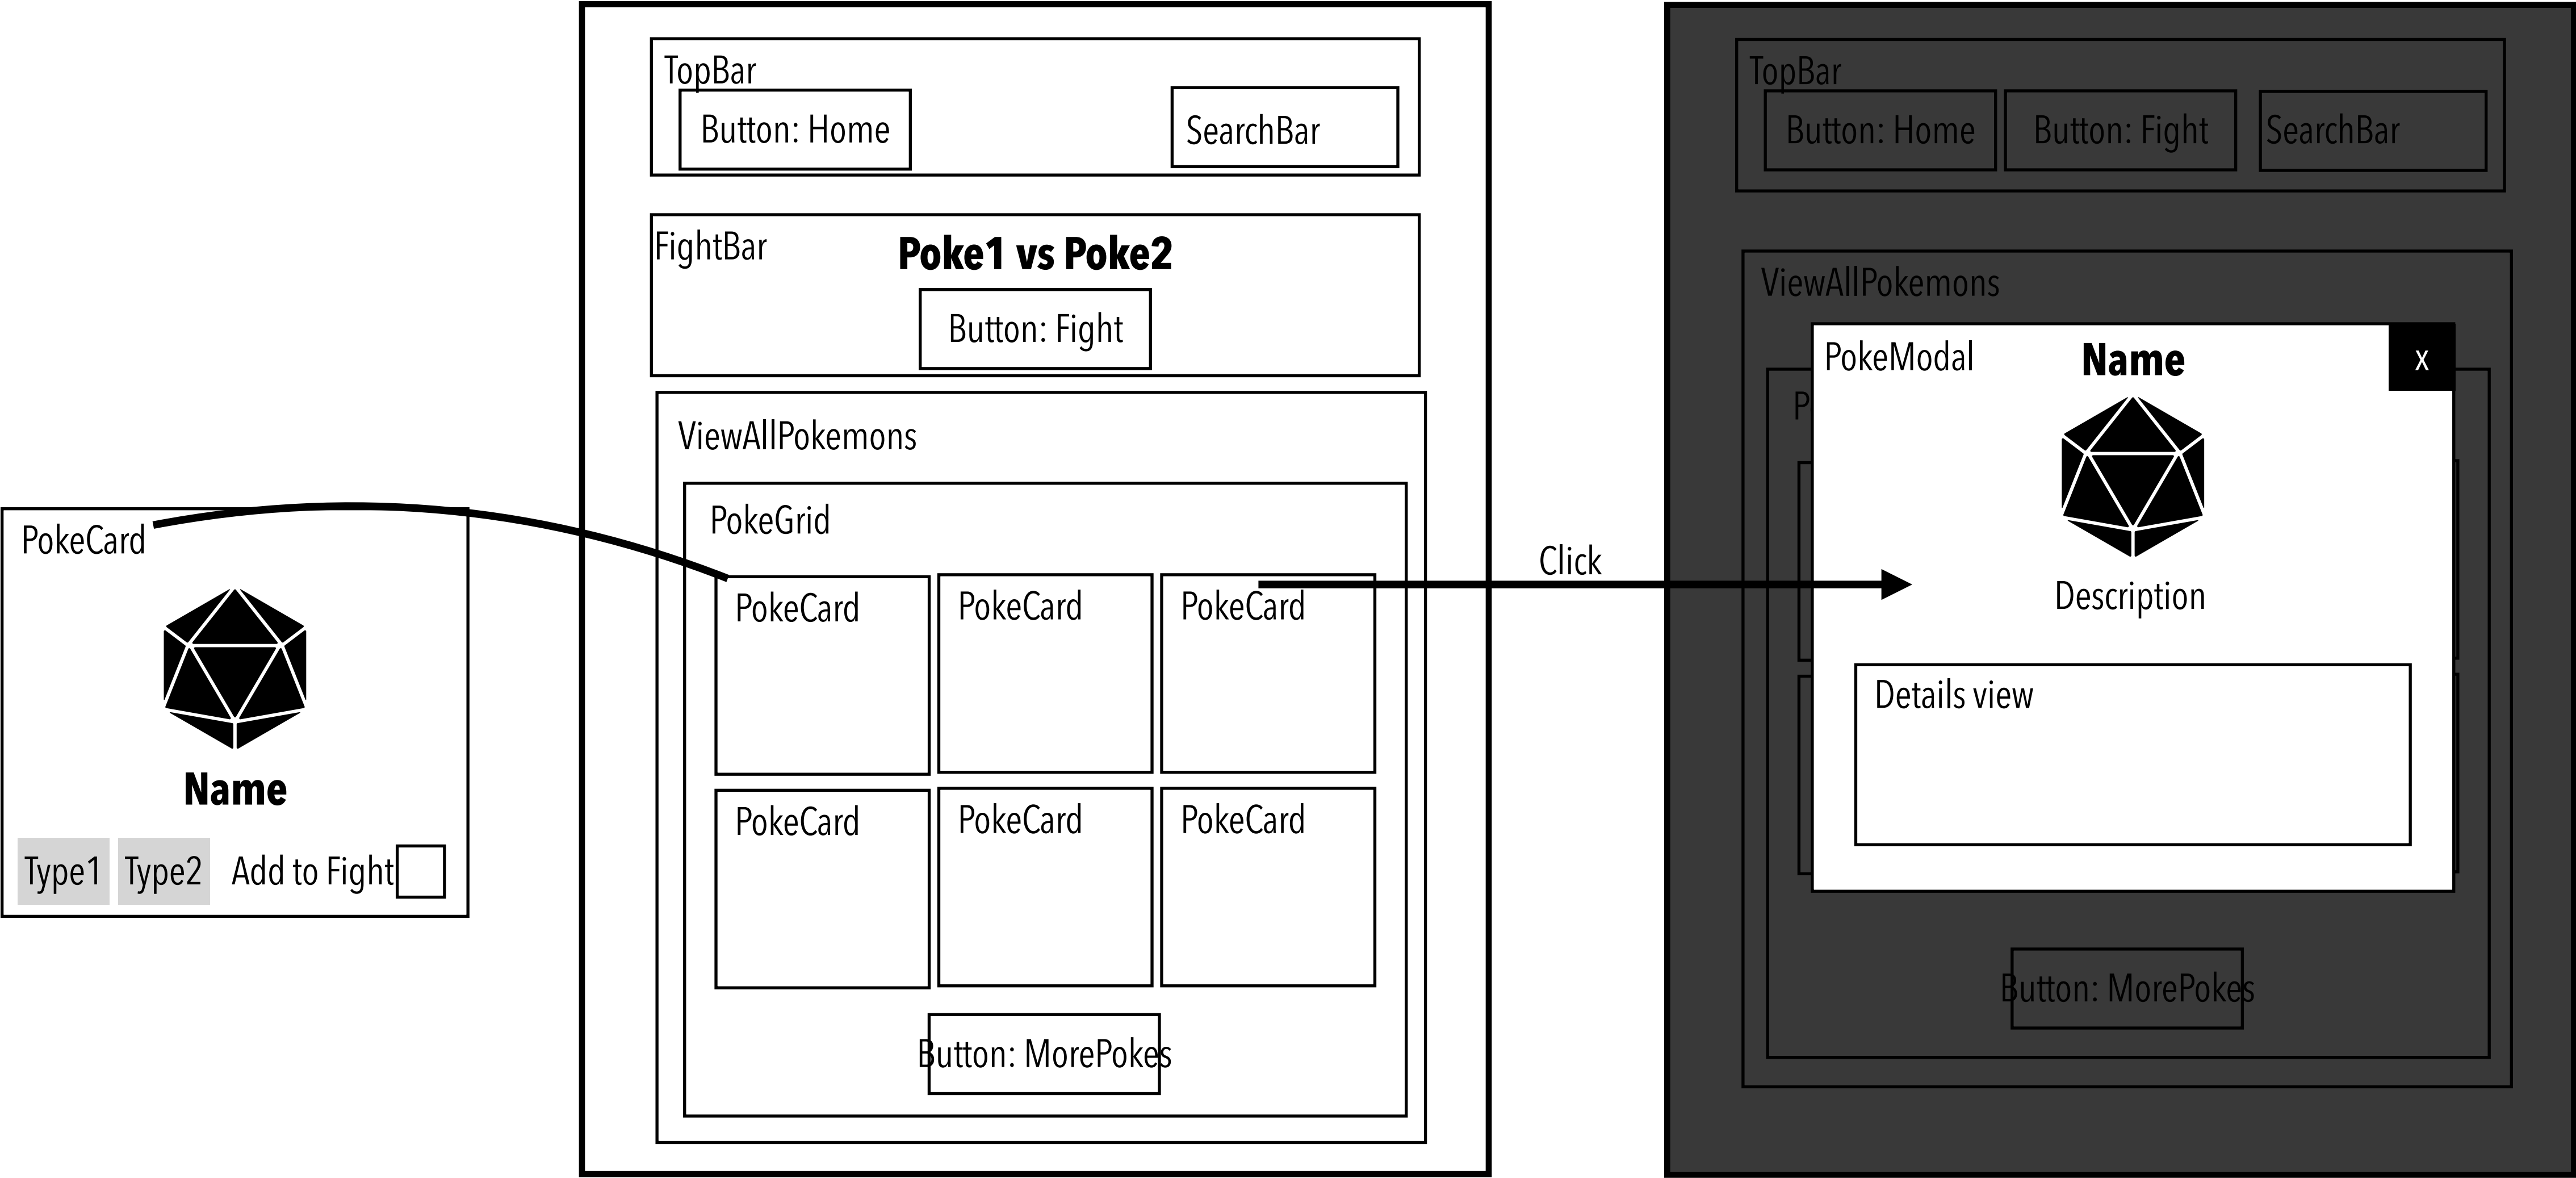 PokeCard
Name
Type1 Type2 Add to Fight
TopBar
Button: Home
SearchBar
FightBar
Poke1 vs Poke2
Button: Fight
ViewAllPokemons
PokeGrid
PokeCard PokeCard PokeCard
PokeCard PokeCard PokeCard
Button: MorePokes
Click
TopBar
Button: Home Button: Fight SearchBar
ViewAllPokemons
P
PokeModal
Name
x
Description
Details view
Button: MorePokes